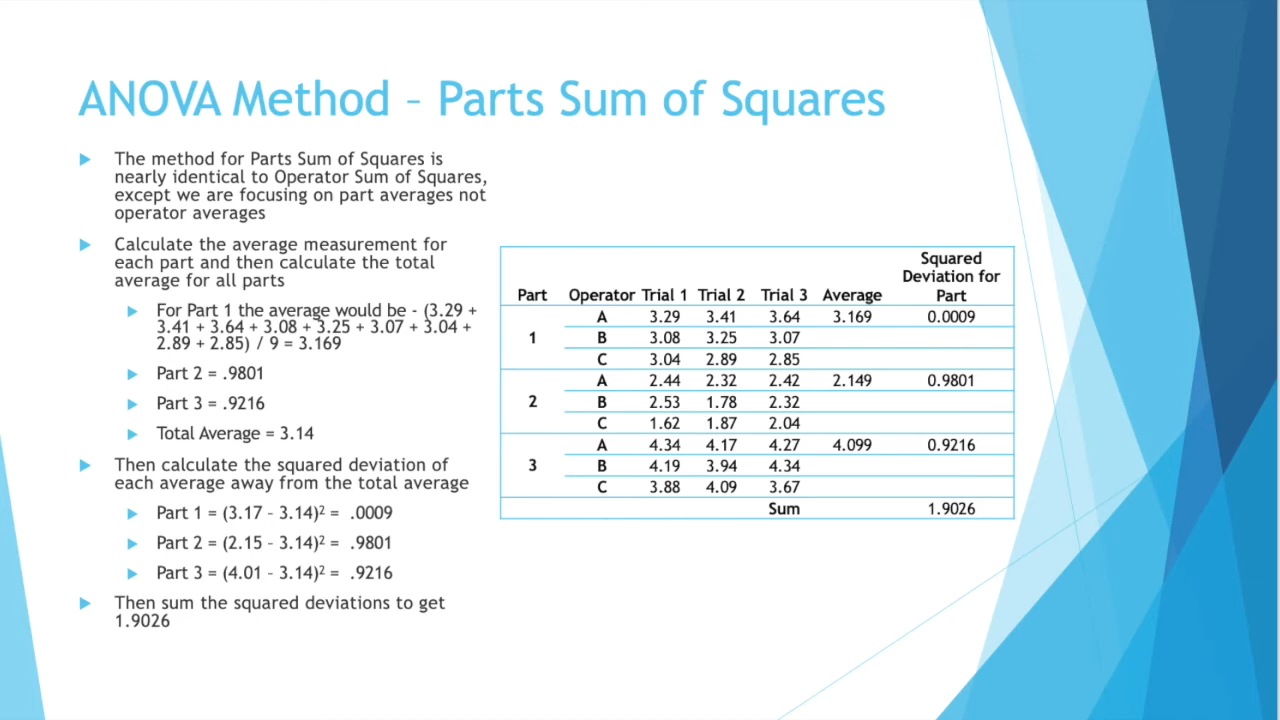 ANOVA Method – Parts Sum of Squares
The method for Parts Sum of Squares is
nearly identical to Operator Sum of Squares,
except we are focusing on part averages not
operator averages
Calculate the average measurement for
each part and then calculate the total
average for all parts
For Part 1 the average would be - (3.29 +
3.41 + 3.64 + 3.08 + 3.25 + 3.07 + 3.04 +
2.89 + 2.85) / 9 = 3.169
Part 2 = .9801
Part 3 = .9216
Total Average = 3.14
Then calculate the squared deviation of
each average away from the total average
Part 1 = (3.17 – 3.14)² = .0009
Part 2 = (2.15 – 3.14)² = .9801
Part 3 = (4.01 – 3.14)² = .9216
Then sum the squared deviations to get
1.9026
Squared
Deviation for
Part Operator Trial 1 Trial 2 Trial 3 Average Part
A 3.29 3.41 3.64 3.169 0.0009
1 B 3.08 3.25 3.07
C 3.04 2.89 2.85
A 2.44 2.32 2.42 2.149 0.9801
2 B 2.53 1.78 2.32
C 1.62 1.87 2.04
A 4.34 4.17 4.27 4.099 0.9216
3 B 4.19 3.94 4.34
C 3.88 4.09 3.67
Sum 1.9026